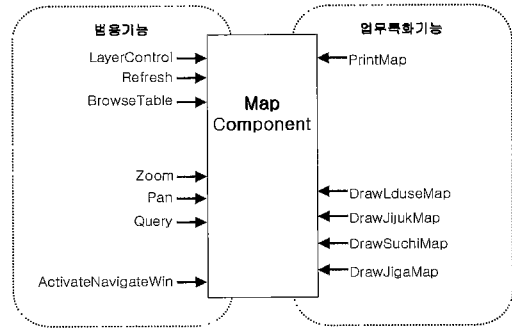 범용기능
LayerControl
Refresh
BrowseTable
Zoom
Pan
Query
ActivateNavigateWin
Map
Component
업무특화기능
PrintMap
DrawLduseMap
DrawJijukMap
DrawSuchiMap
DrawJigaMap